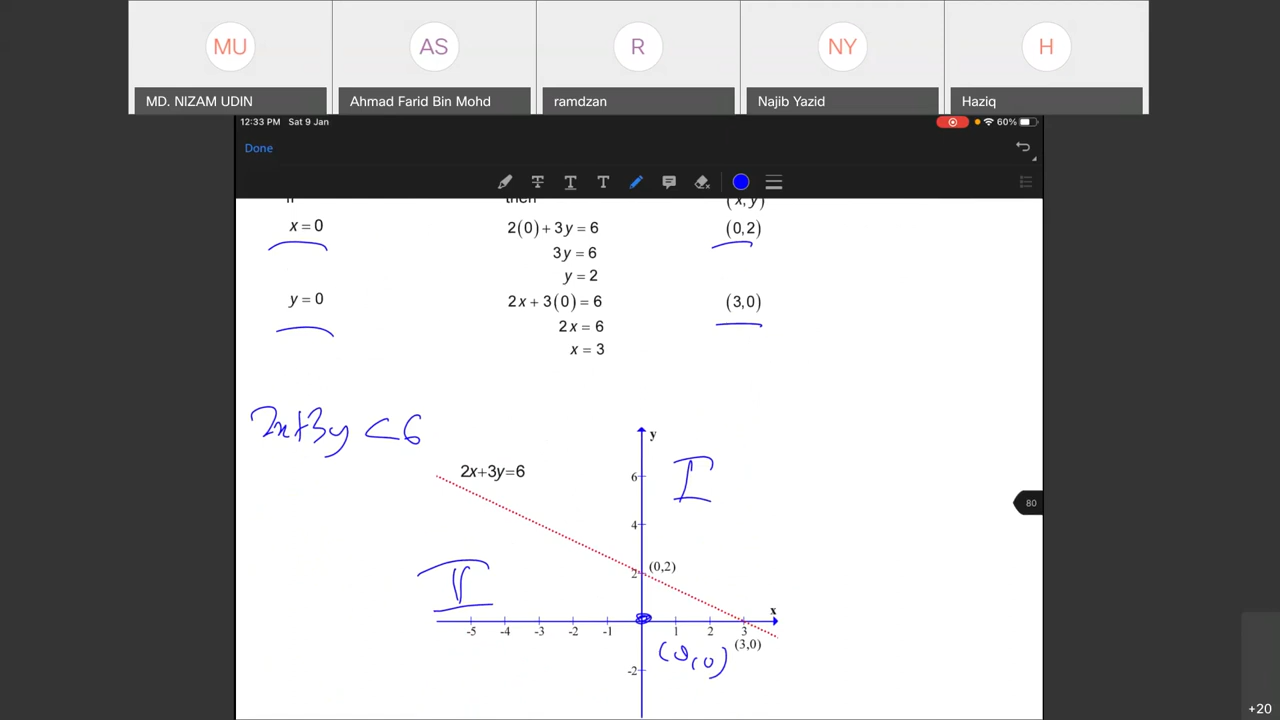 MU AS R NY H
MD. NIZAM UDIN Ahmad Farid Bin Mohd ramdzan Najib Yazid Haziq
12:33 PM Sat 9 Jan 60%
Done
T T T
then (x, y)
x = 0 2(0) + 3y = 6 (0,2)
3y = 6
y = 2
y = 0 2x + 3(0) = 6 (3,0)
2x = 6
x = 3
2x+3y < 6
y
2x+3y=6
6
I
80
4
(0,2)
2
II
x
-5 -4 -3 -2 -1 1 2 3
(3,0)
(0,0)
-2
+20